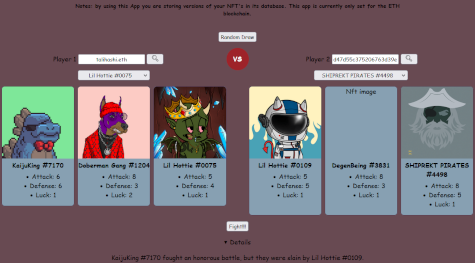 Notes: by using this App you are storing versions of your NFT's in its database. This app is currently only set for the ETH
blockchain.
Random Draw
Player 1
talihashi.eth
VS
Player 2
Lil Hottie #0075
SHIPREKT PIRATES #4498
Nft image
KaijuKing #7170
Doberman Gang #1204
Lil Hottie #0075
Lil Hottie #0109
DegenBeing #3831
SHIPREKT PIRATES
#4498
Attack: 6
Defense: 6
Luck: 1
Attack: 8
Defense: 3
Luck: 2
Attack: 5
Defense: 4
Luck: 1
Attack: 8
Defense: 5
Luck: 1
Attack: 8
Defense: 3
Luck: 1
Attack: 8
Defense: 5
Luck: 1
Fight!!!
Details
KaijuKing #7170 fought an honorous battle, but they were slain by Lil Hottie #0109.